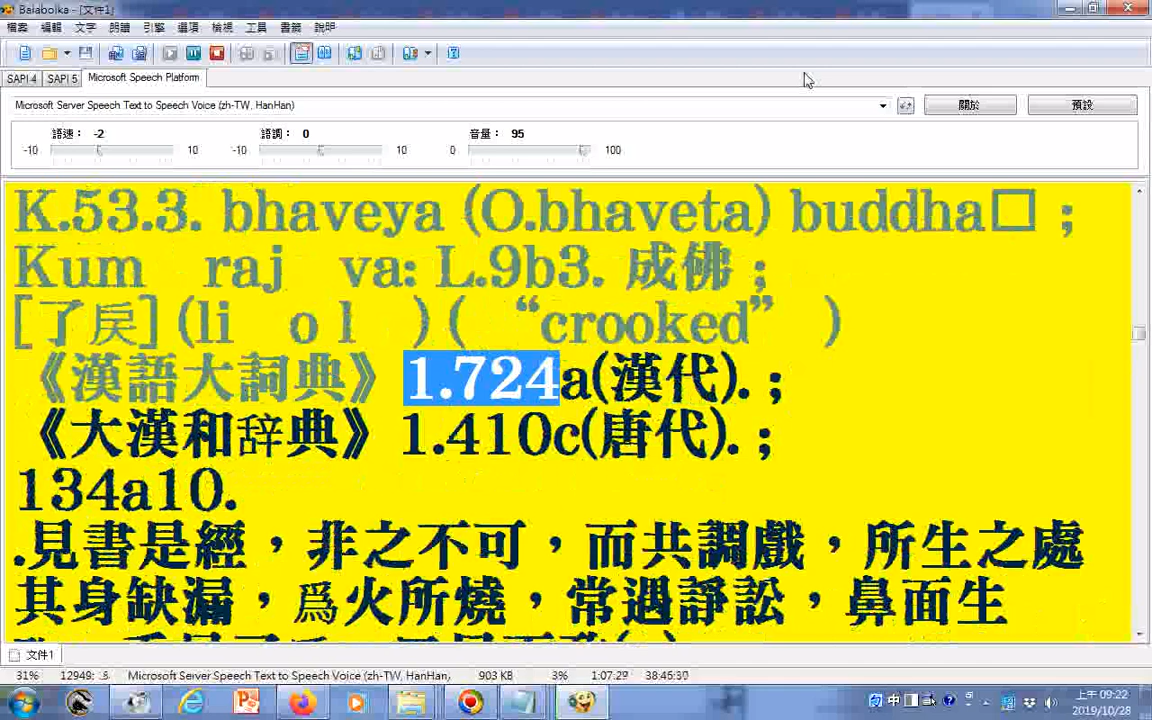 Balabolka - [文件1]
檔案 編輯 文字 朗讀 引擎 選項 檢視 工具 書籤 說明
SAPI 4 SAPI 5 Microsoft Speech Platform
Microsoft Server Speech Text to Speech Voice (zh-TW, HanHan) 關於 預設
語速： -2 語調： 0 音量： 95
-10 10 -10 10 0 100
K.53.3. bhaveya (O.bhaveta) buddha□；
Kum raj va: L.9b3. 成佛；
[了戾] (li o l ) ( “crooked” )
《漢語大詞典》 1.724a(漢代).；
《大漢和辞典》 1.410c(唐代).；
134a10.
.見書是經，非之不可，而共調戲，所生之處
其身缺漏，爲火所燒，常遇諍訟，鼻面生
文件1
31% Microsoft Server Speech Text to Speech Voice (zh-TW, HanHan, 903 KB 3% 1:07:29 38:45:30
中 上午 09:22
2019/10/28